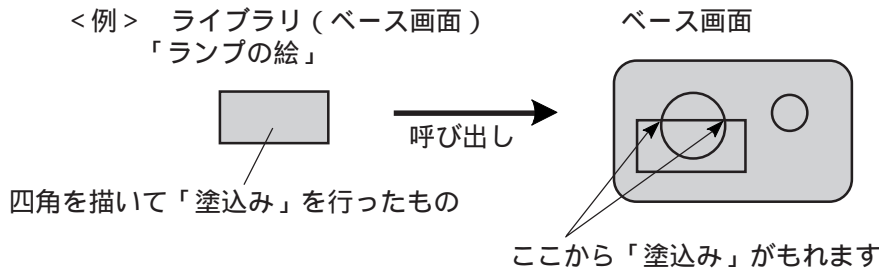 ＜例＞　ライブラリ（ベース画面）
「ランプの絵」
ベース画面
呼び出し
四角を描いて「塗込み」を行ったもの
ここから「塗込み」がもれます